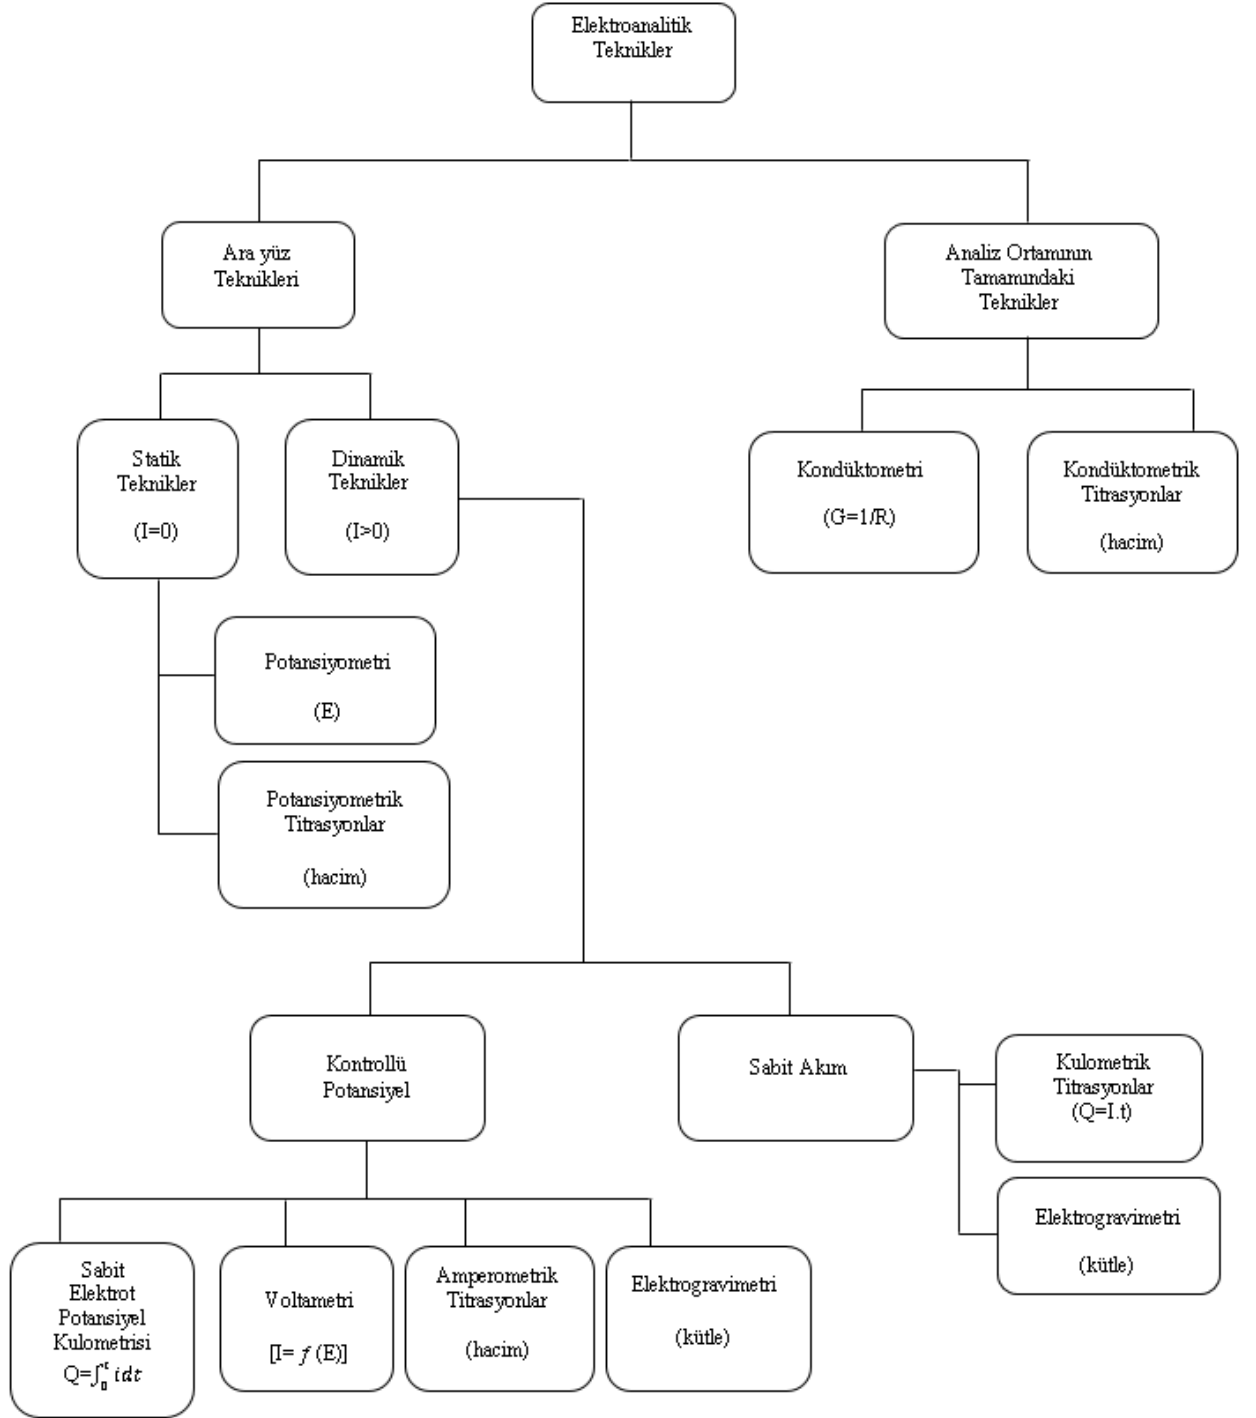 Elektroanalitik
Teknikler
Ara yüz
Teknikleri
Analiz Ortamının
Tamamındaki
Teknikler
Statik
Teknikler
(I=0)
Dinamik
Teknikler
(I>0)
Kondüktometri
(G=1/R)
Kondüktometrik
Titrasyonlar
(hacim)
Potansiyometri
(E)
Potansiyometrik
Titrasyonlar
(hacim)
Kontrollü
Potansiyel
Sabit Akım
Kulometrik
Titrasyonlar
(Q=I.t)
Elektrogravimetri
(kütle)
Sabit
Elektrot
Potansiyel
Kulometrisi
Q=∫₀ᵗ i dt
Voltametri
[I= f (E)]
Amperometrik
Titrasyonlar
(hacim)
Elektrogravimetri
(kütle)